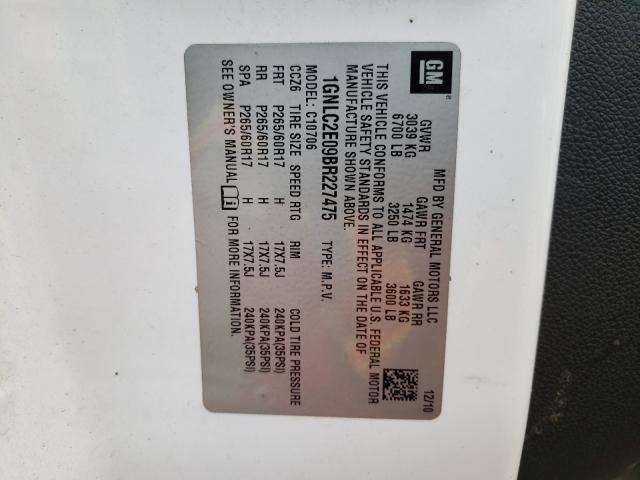 GM
MFD BY GENERAL MOTORS LLC 12/10
GVWR GAWR FRT GAWR RR
3039 KG 1474 KG 1633 KG
6700 LB 3250 LB 3600 LB
THIS VEHICLE CONFORMS TO ALL APPLICABLE U.S. FEDERAL MOTOR
VEHICLE SAFETY STANDARDS IN EFFECT ON THE DATE OF
MANUFACTURE SHOWN ABOVE.
1GNLC2E09BR227475 TYPE: M.P.V.
MODEL: C10706
CCZ6 TIRE SIZE SPEED RTG RIM COLD TIRE PRESSURE
FRT P265/60R17 H 17X7.5J 240KPA(35PSI)
RR P265/60R17 H 17X7.5J 240KPA(35PSI)
SPA P265/60R17 H 17X7.5J 240KPA(35PSI)
SEE OWNER'S MANUAL i FOR MORE INFORMATION.